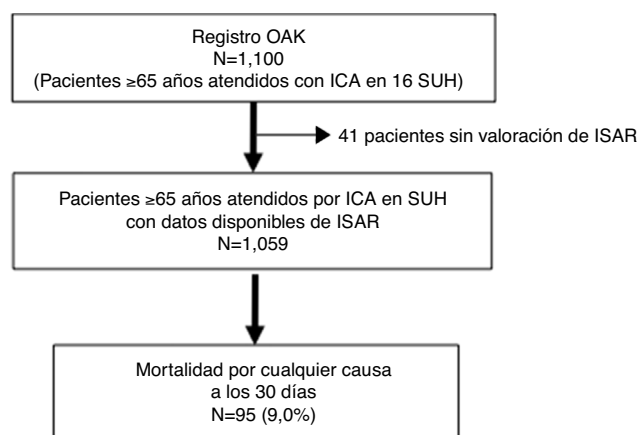 Registro OAK
N=1,100
(Pacientes ≥65 años atendidos con ICA en 16 SUH)
41 pacientes sin valoración de ISAR
Pacientes ≥65 años atendidos por ICA en SUH
con datos disponibles de ISAR
N=1,059
Mortalidad por cualquier causa
a los 30 días
N=95 (9,0%)